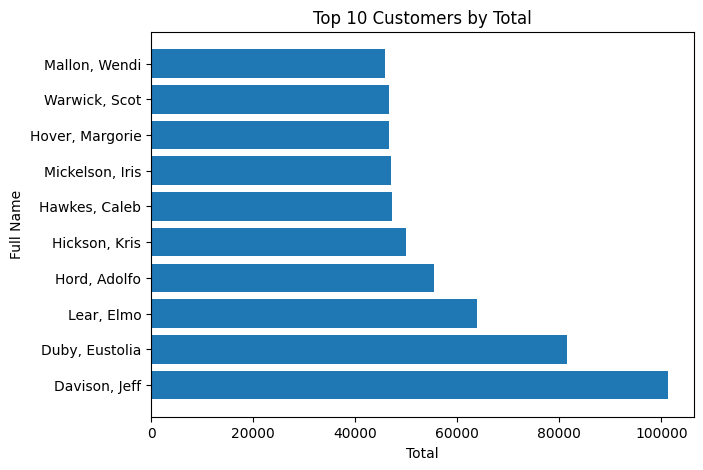 Top 10 Customers by Total
Full Name
Mallon, Wendi
Warwick, Scot
Hover, Margorie
Mickelson, Iris
Hawkes, Caleb
Hickson, Kris
Hord, Adolfo
Lear, Elmo
Duby, Eustolia
Davison, Jeff
0 20000 40000 60000 80000 100000
Total